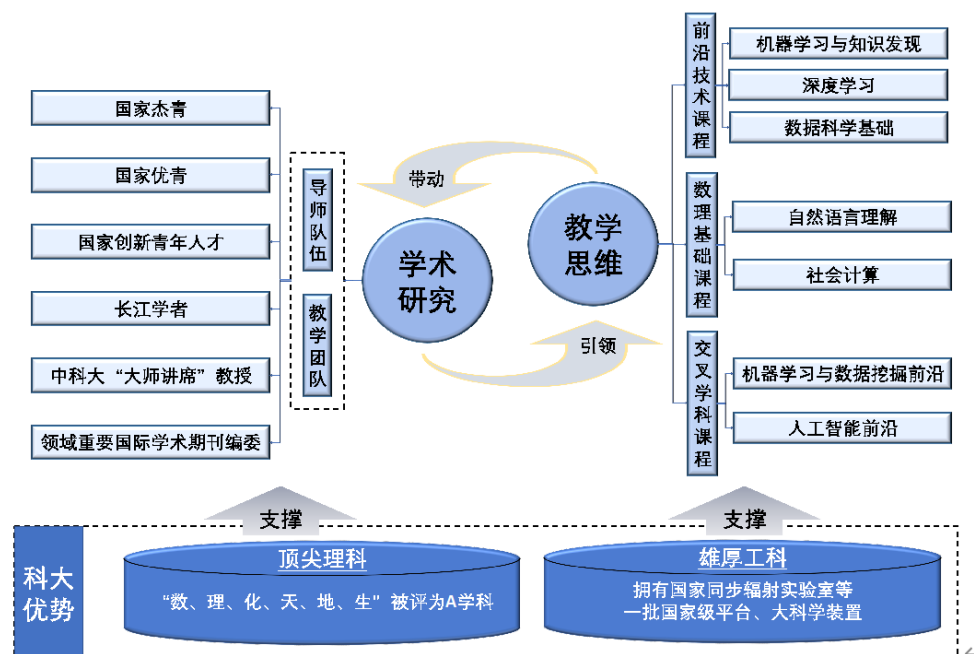 国家杰青
国家优青
国家创新青年人才
长江学者
中科大“大师讲席”教授
领域重要国际学术期刊编委
导师队伍
教学团队
学术
研究
带动
引领
教学
思维
前沿技术课程
机器学习与知识发现
深度学习
数据科学基础
数理基础课程
自然语言理解
社会计算
交叉学科课程
机器学习与数据挖掘前沿
人工智能前沿
支撑
支撑
科大
优势
顶尖理科
“数、理、化、天、地、生”被评为A学科
雄厚工科
拥有国家同步辐射实验室等
一批国家级平台、大科学装置